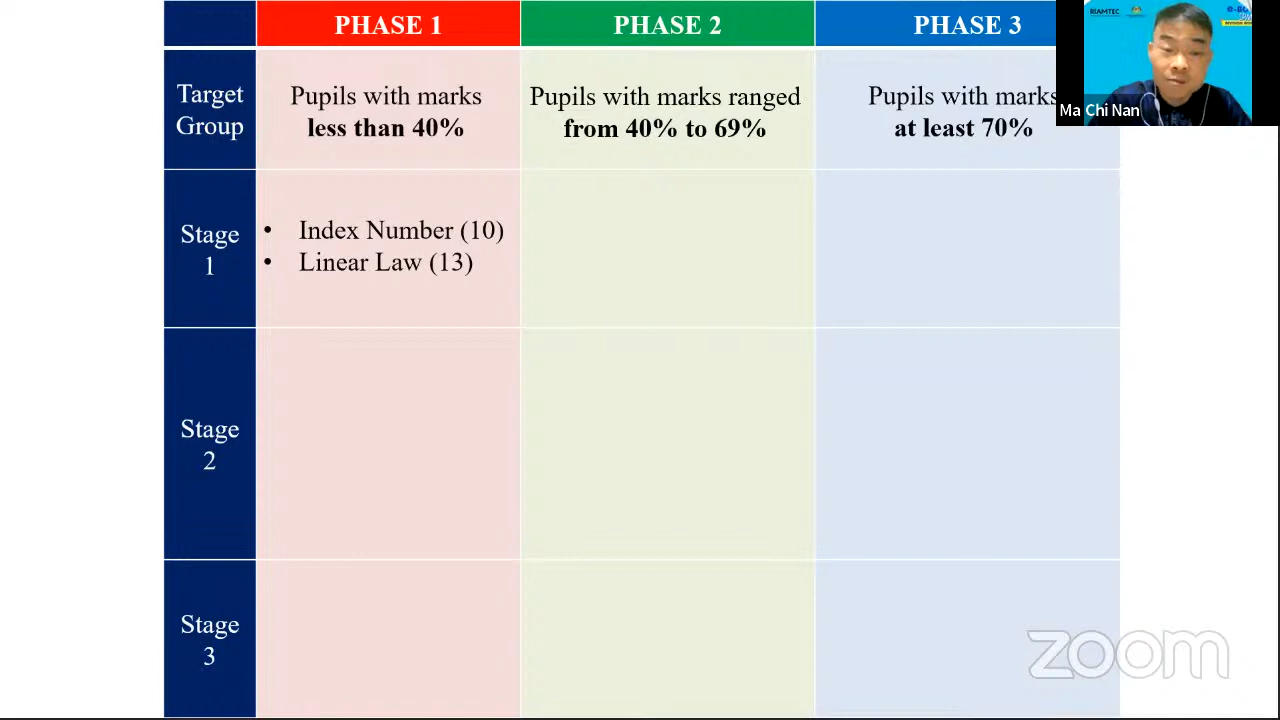 PHASE 1
PHASE 2
PHASE 3
Target
Group
Pupils with marks
less than 40%
Pupils with marks ranged
from 40% to 69%
Pupils with marks
at least 70%
Stage
1
• Index Number (10)
• Linear Law (13)
Stage
2
Stage
3
RIAMTEC
Ma Chi Nan
zoom